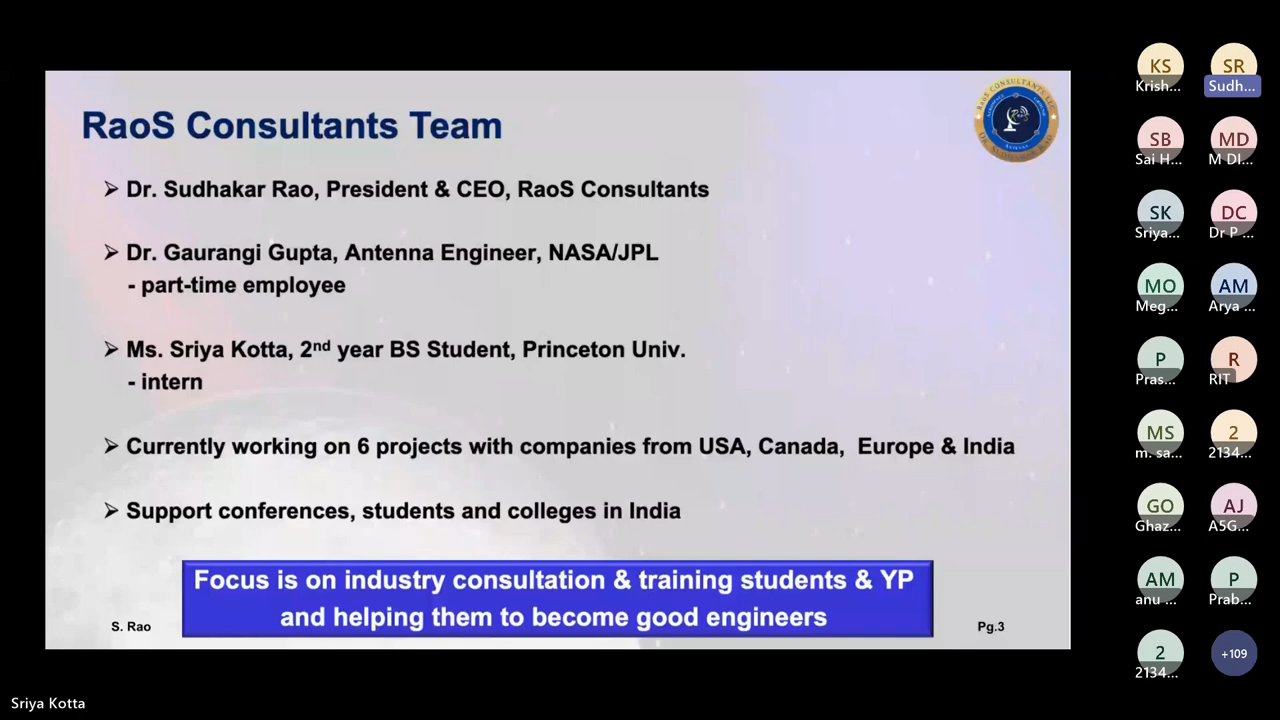 RaoS Consultants Team
➢ Dr. Sudhakar Rao, President & CEO, RaoS Consultants
➢ Dr. Gaurangi Gupta, Antenna Engineer, NASA/JPL
- part-time employee
➢ Ms. Sriya Kotta, 2nd year BS Student, Princeton Univ.
- intern
➢ Currently working on 6 projects with companies from USA, Canada, Europe & India
➢ Support conferences, students and colleges in India
Focus is on industry consultation & training students & YP
and helping them to become good engineers
S. Rao
Pg.3
KS SR
Krish... Sudh...
SB MD
Sai H... M DI...
SK DC
Sriya... Dr P ...
MO AM
Meg... Arya ...
P R
Pras... RIT
MS 2
m. sa... 2134...
GO AJ
Ghaz... A5G...
AM P
anu ... Prab...
2 +109
2134...
Sriya Kotta